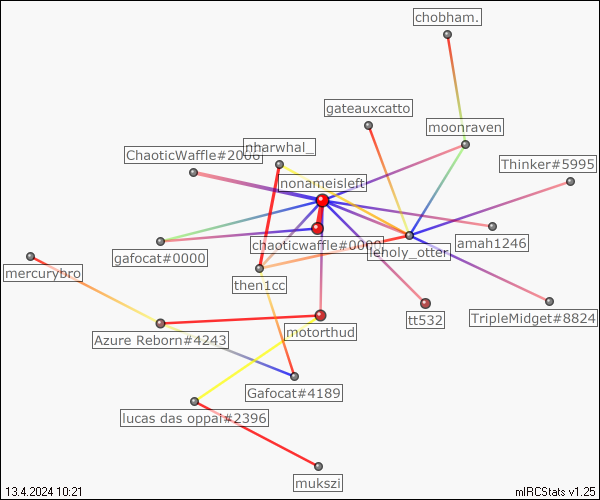 chobham.
gateauxcatto
moonraven
nharwhal_
ChaoticWaffle#2006
Thinker#5995
nonameisleft
chaoticwaffle#0000
amah1246
leholy_otter
gafocat#0000
mercurybro
then1cc
tt532
TripleMidget#8824
Azure Reborn#4243
motorthud
Gafocat#4189
lucas das oppai#2396
mukszi
13.4.2024 10:21
mIRCStats v1.25